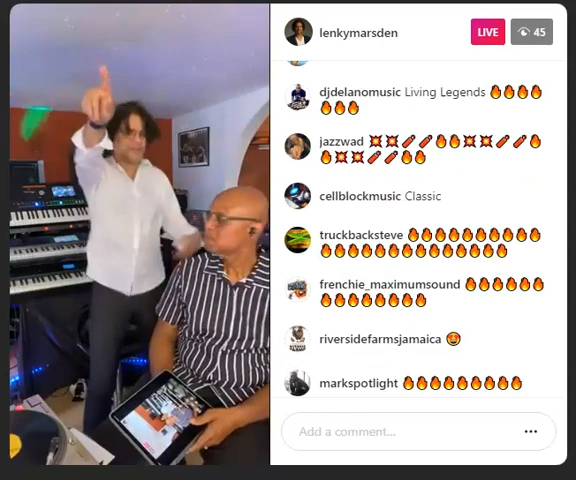 lenkymarsden
LIVE
45
djdelanomusic Living Legends 🔥🔥🔥🔥
🔥🔥🔥
jazzwad 💥💥🧨🧨🔥🔥💥💥🧨🧨🔥
🔥💥💥🧨🧨🔥🔥
cellblockmusic Classic
truckbacksteve 🔥🔥🔥🔥🔥🔥🔥🔥🔥🔥
🔥🔥🔥🔥🔥🔥🔥🔥🔥🔥🔥🔥🔥🔥
frenchie_maximumsound 🔥🔥🔥🔥🔥🔥
🔥🔥🔥🔥🔥🔥🔥🔥
riversidefarmsjamaica 🤩
markspotlight 🔥🔥🔥🔥🔥🔥🔥🔥🔥
Add a comment...